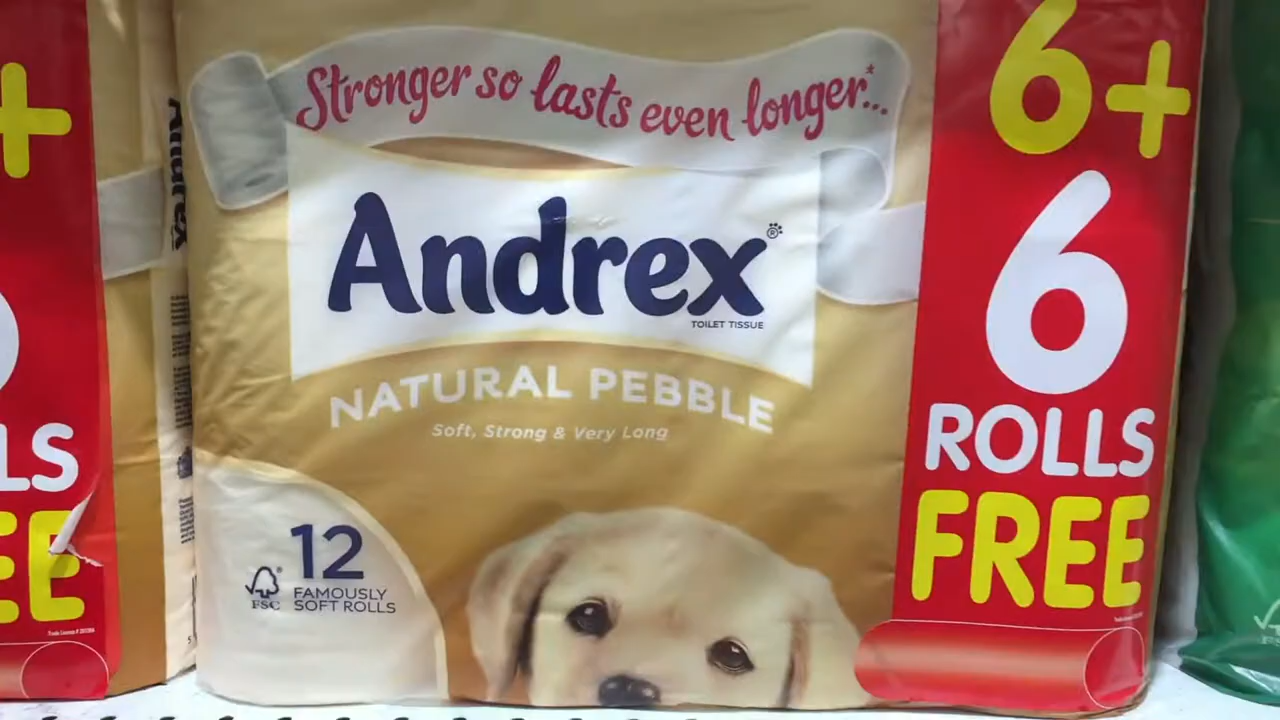 Stronger so lasts even longer*...
Andrex®
TOILET TISSUE
NATURAL PEBBLE
Soft, Strong & Very Long
12
FAMOUSLY
SOFT ROLLS
FSC®
6+
6
ROLLS
FREE
+
LS
EE
Andrex